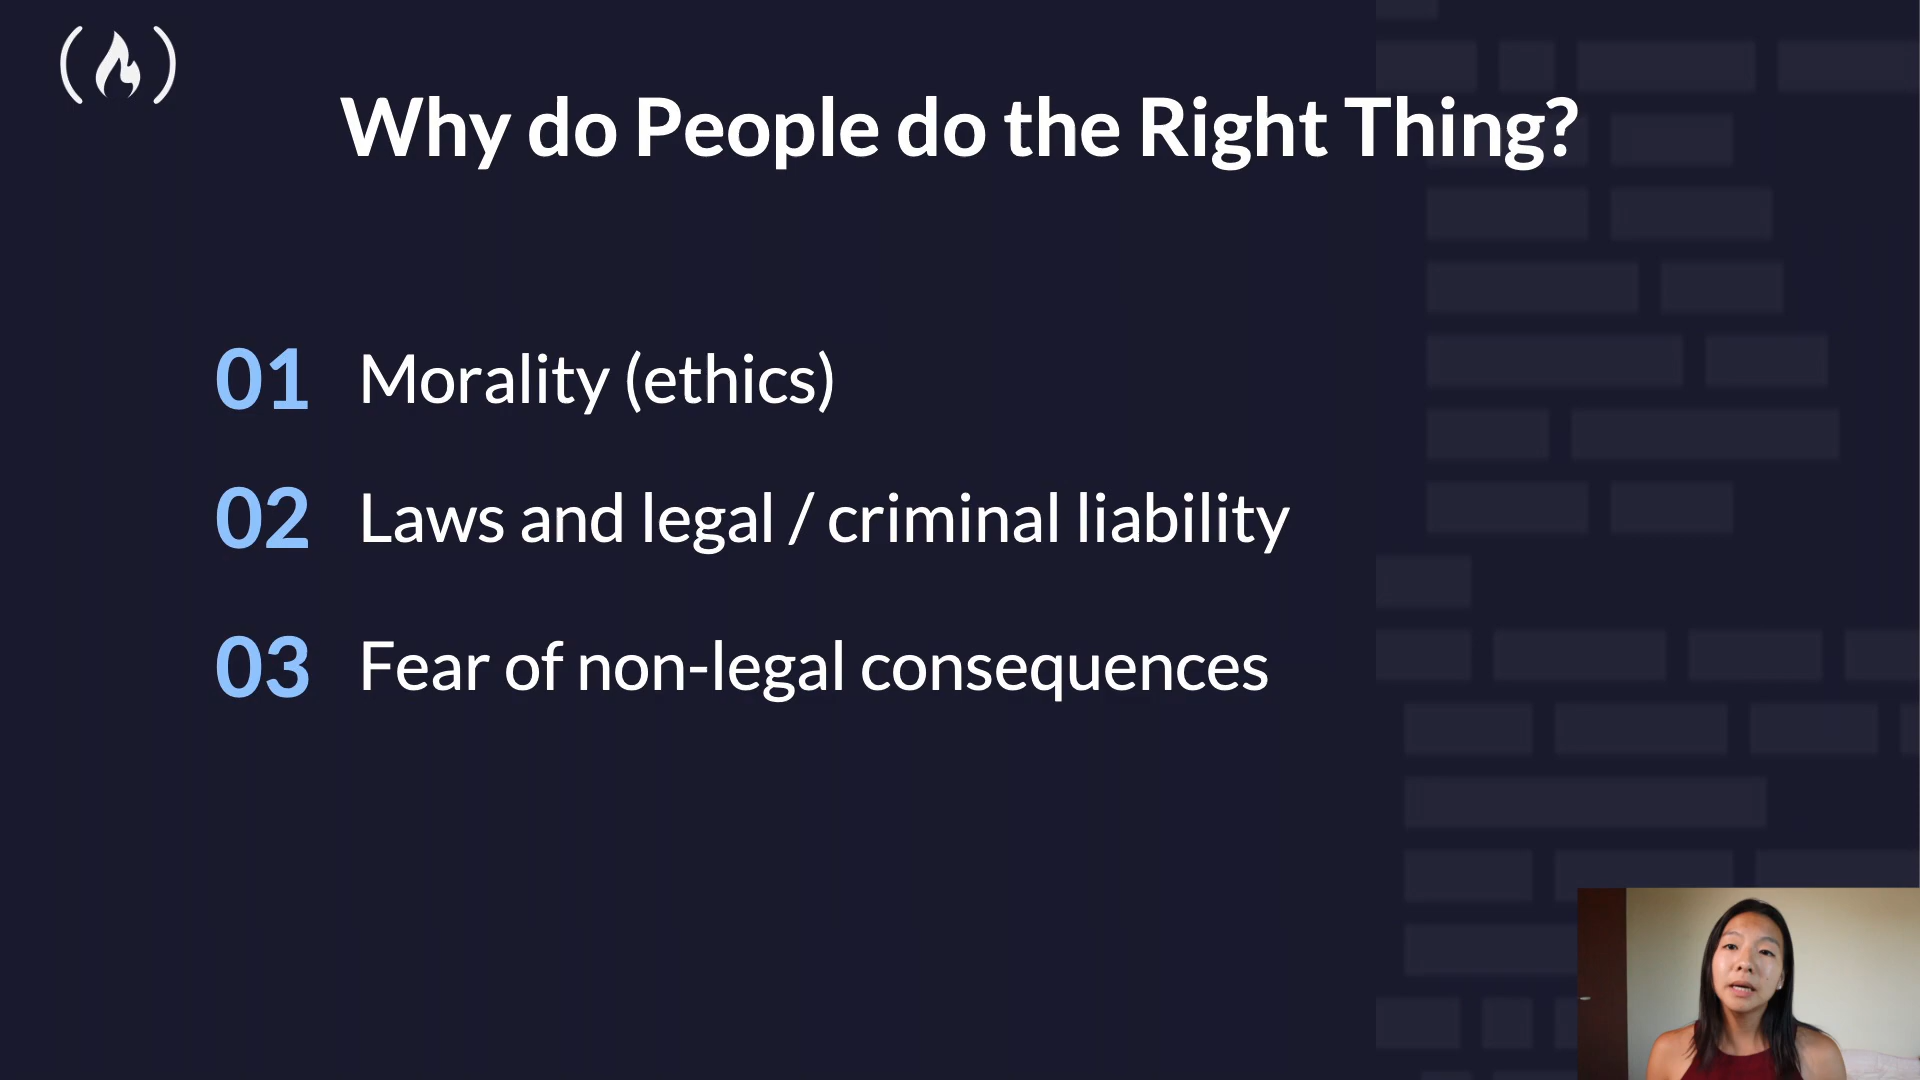 Why do People do the Right Thing?
01 Morality (ethics)
02 Laws and legal / criminal liability
03 Fear of non-legal consequences